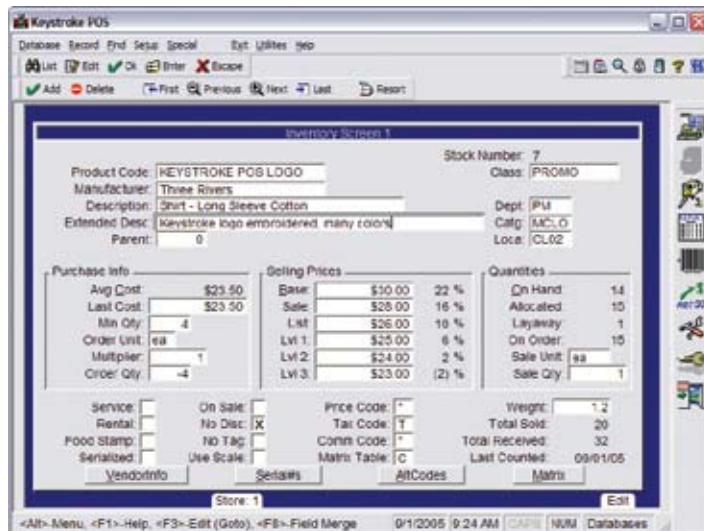 Keystroke POS
Database Record Find Setup Special Exit Utilities Help
List Edit Ok Enter Escape
Add Delete First Previous Next Last Resort
Inventory Screen 1
Stock Number: 7
Product Code: KEYSTROKE POS LOGO Class: PROMO
Manufacturer: Three Rivers
Description: Shirt - Long Sleeve Cotton Dept: PM
Extended Desc: Keystroke logo embroidered, many colors Catg: MCLO
Parent: 0 Loca: CL02
Purchase Info Selling Prices Quantities
Avg Cost: $23.50 Base: $30.00 22 % On Hand: 14
Last Cost: $23.50 Sale: $28.00 16 % Allocated: 15
Min Qty: 4 List: $26.00 10 % Layaway: 1
Order Unit: ea Lvl 1: $25.00 6 % On Order: 15
Multiplier: 1 Lvl 2: $24.00 2 % Sale Unit: ea
Order Qty: -4 Lvl 3: $23.00 (2) % Sale Qty: 1
Service: On Sale: Price Code: * Weight: 1.2
Rental: No Disc: X Tax Code: T Total Sold: 20
Food Stamp: No Tag: Comm Code: * Total Received: 32
Serialized: Use Scale: Matrix Table: C Last Counted: 09/01/05
VendorInfo Serial#s AltCodes Matrix
Store: 1 Edit
<Alt>-Menu, <F1>-Help, <F3>-Edit (Goto), <F8>-Field Merge 9/1/2005 9:24 AM CAPS NUM Databases